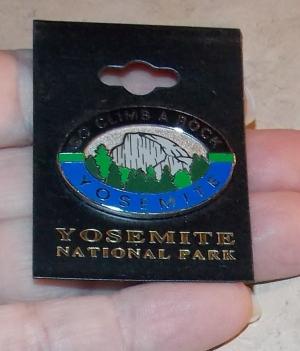 GO CLIMB A ROCK
YOSEMITE
YOSEMITE
NATIONAL PARK